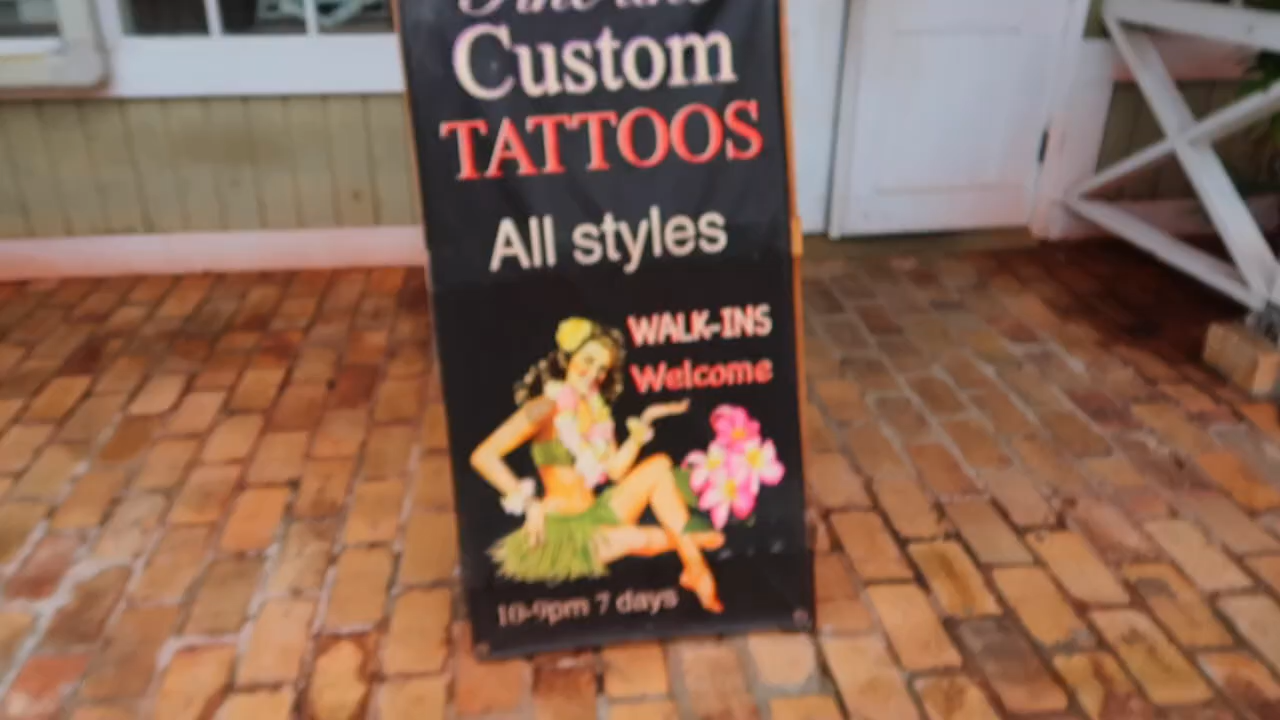 Custom
TATTOOS
All styles
WALK-INS
Welcome
10-9pm 7 days